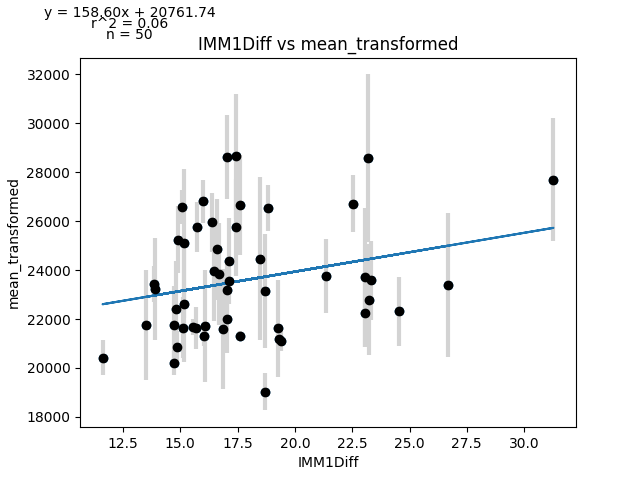 y = 158.60x + 20761.74
r^2 = 0.06
n = 50
IMM1Diff vs mean_transformed
32000
30000
28000
26000
24000
22000
20000
18000
mean_transformed
12.5 15.0 17.5 20.0 22.5 25.0 27.5 30.0
IMM1Diff